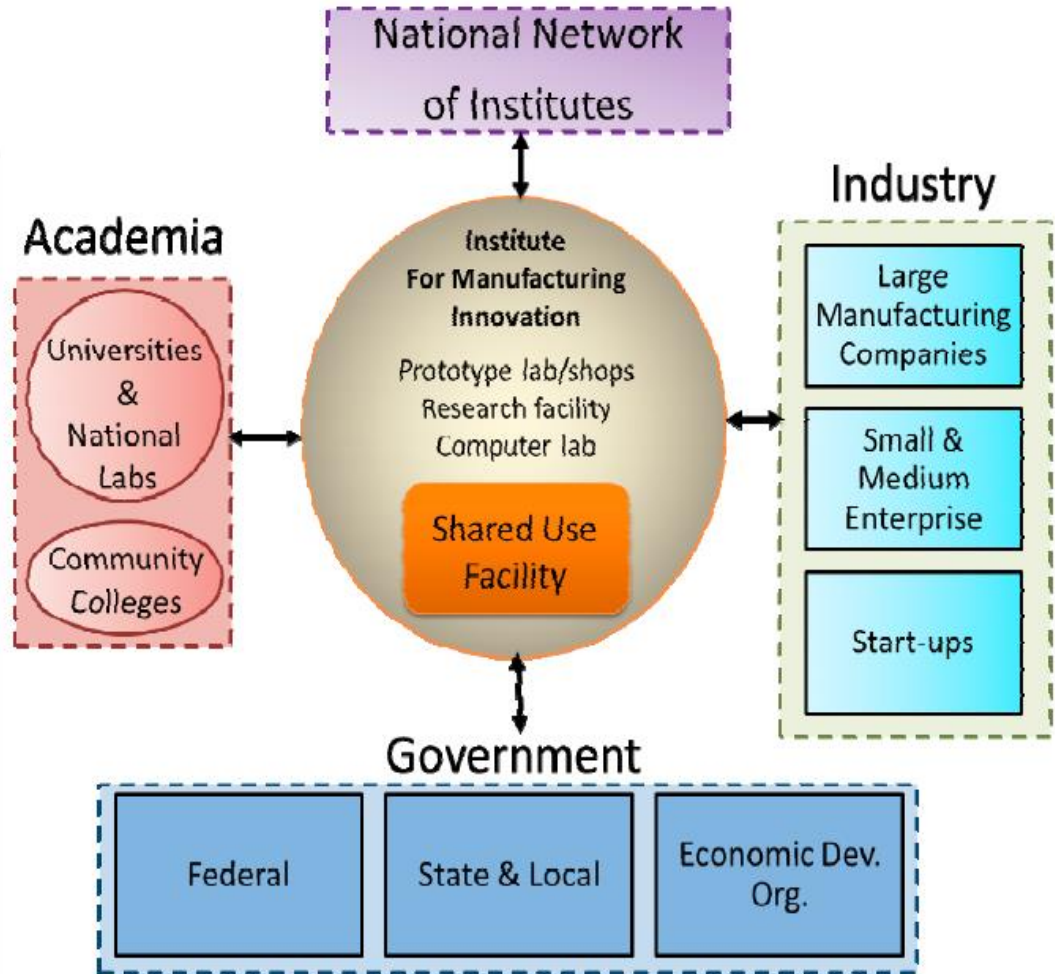 National Network
of Institutes
Academia
Universities
&
National
Labs
Community
Colleges
Institute
For Manufacturing
Innovation
Prototype lab/shops
Research facility
Computer lab
Shared Use
Facility
Industry
Large
Manufacturing
Companies
Small &
Medium
Enterprise
Start-ups
Government
Federal
State & Local
Economic Dev.
Org.